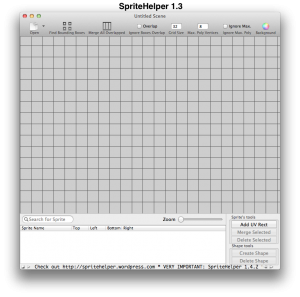 SpriteHelper 1.3
Untitled Scene
Overlap
12
8
Ignore Max.
Open
Find Bounding Boxes
Merge All Overlapped
Ignore Boxes Overlap
Grid Size
Max. Poly Vertices
Ignore Max. Poly.
Background
Search for Sprite
Zoom
Sprite's tools
Sprite Name
Top
Left
Bottom
Right
Add UV Rect
Merge Selected
Delete Selected
Shape tools
Create Shape
Delete Shape
Check out http://spritehelper.wordpress.com * VERY IMPORTANT: SpriteHelper 1.4.2